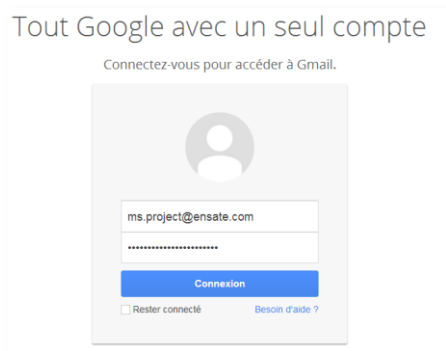 Tout Google avec un seul compte
Connectez-vous pour accéder à Gmail.
ms.project@ensate.com
•••••••••••••••••••••••
Connexion
Rester connecté Besoin d'aide ?